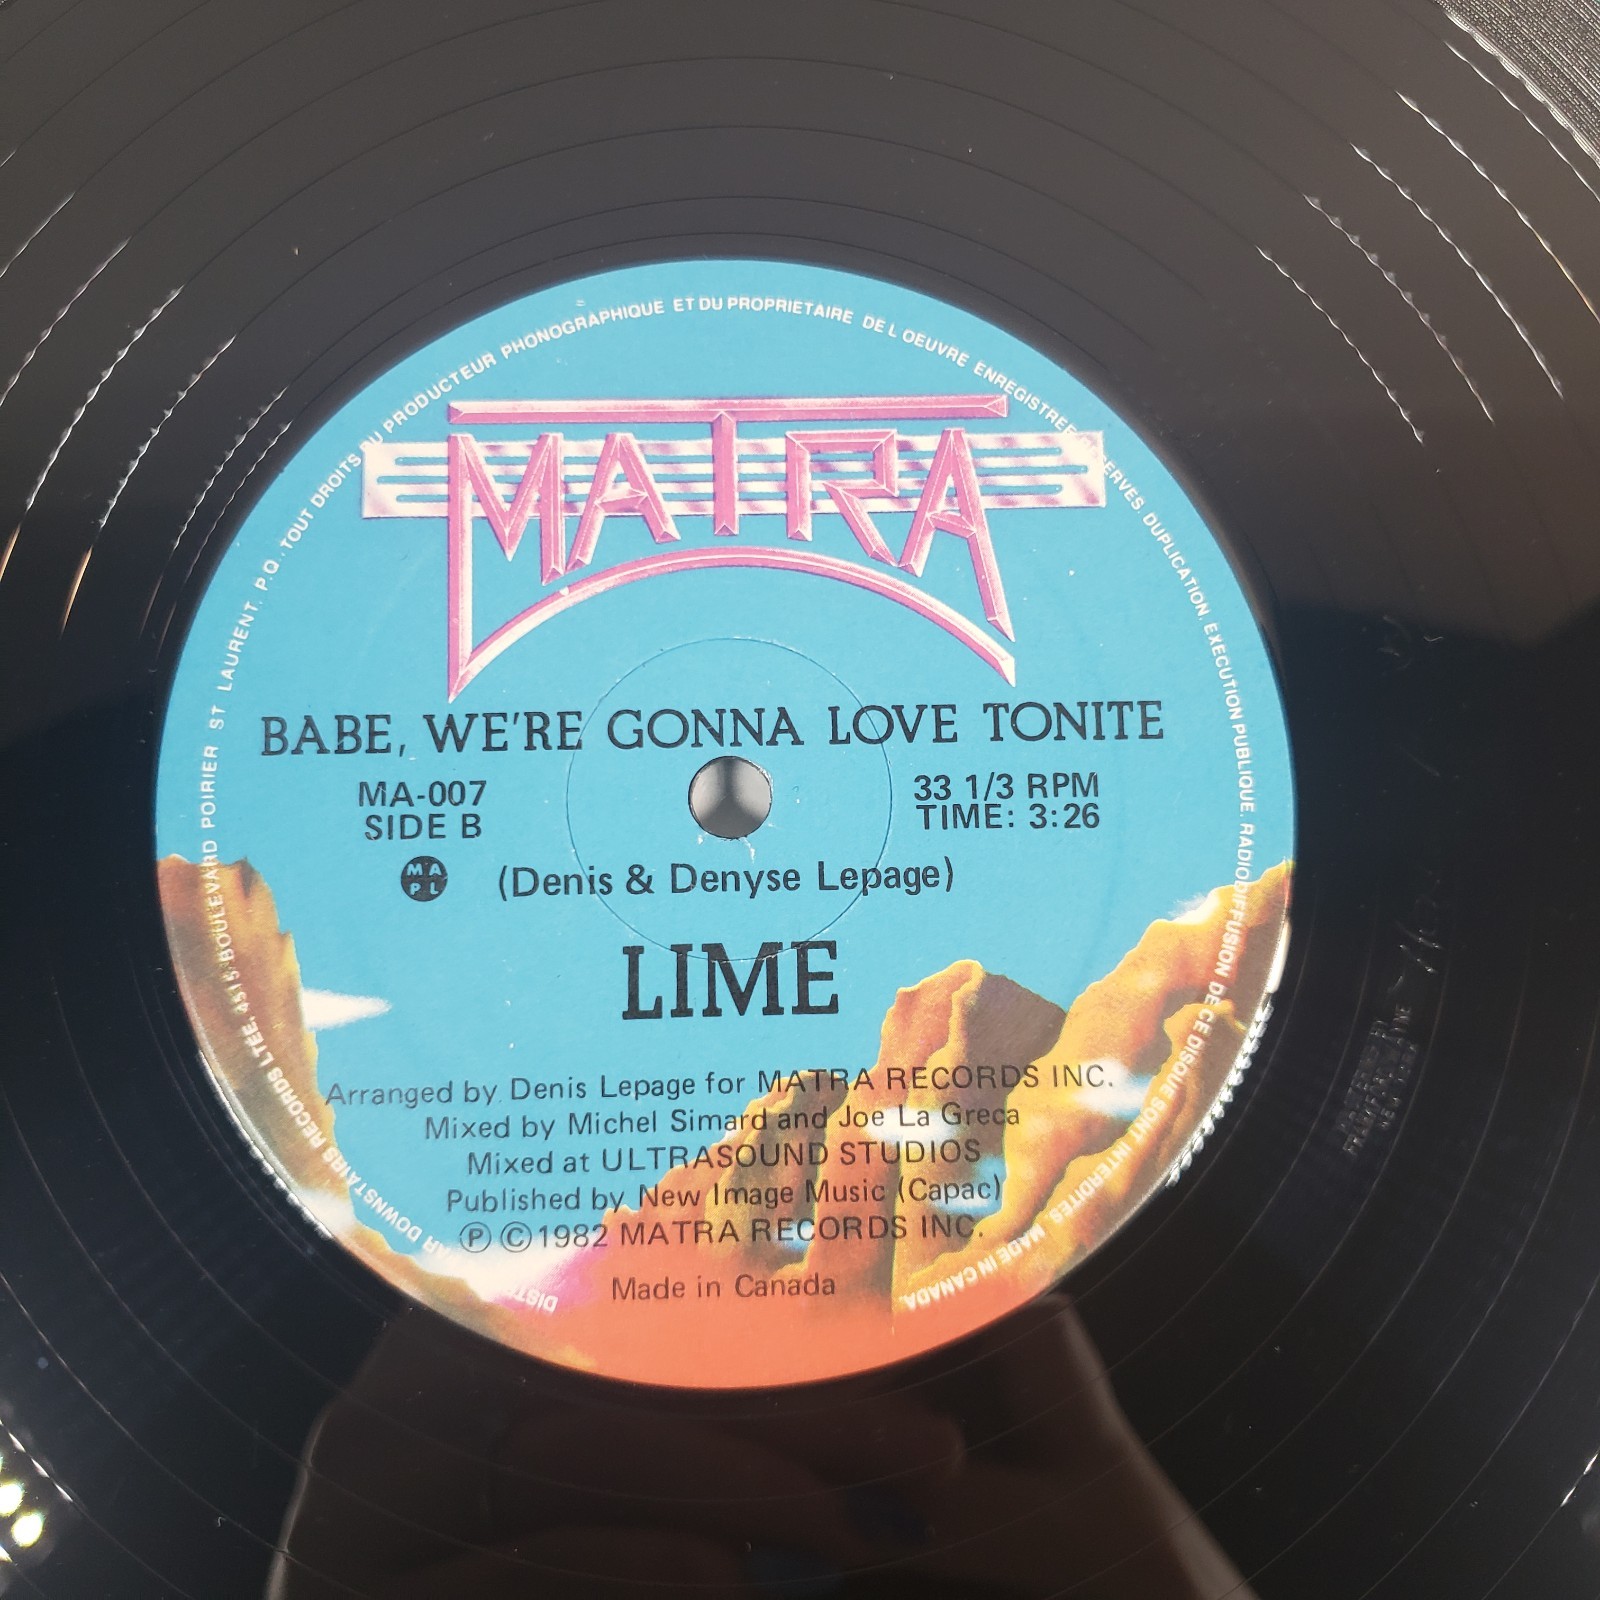 MATRA
BABE, WE'RE GONNA LOVE TONITE
MA-007
SIDE B
33 1/3 RPM
TIME: 3:26
MAPL
(Denis & Denyse Lepage)
LIME
Arranged by Denis Lepage for MATRA RECORDS INC.
Mixed by Michel Simard and Joe La Greca
Mixed at ULTRASOUND STUDIOS
Published by New Image Music (Capac)
Ⓟ ©1982 MATRA RECORDS INC.
Made in Canada
AR DOWNSTAIRS RECORDS LTEE, 4515 BOULEVARD POIRIER ST LAURENT. P.Q. TOUT DROITS DU PRODUCTEUR PHONOGRAPHIQUE ET DU PROPRIETAIRE DE L OEUVRE ENREGISTREE RESERVES. DUPLICATION. EXECUTION PUBLIQUE. RADIODIFFUSION DE CE DISQUE SONT INTERDITES. MADE IN CANADA.